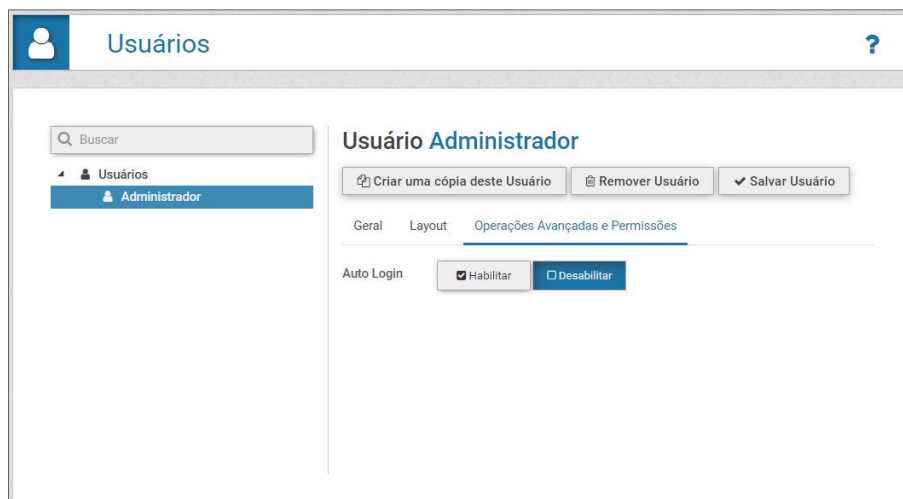 Usuários
?
Buscar
Usuário Administrador
Usuários
Administrador
Criar uma cópia deste Usuário
Remover Usuário
Salvar Usuário
Geral
Layout
Operações Avançadas e Permissões
Auto Login
Habilitar
Desabilitar